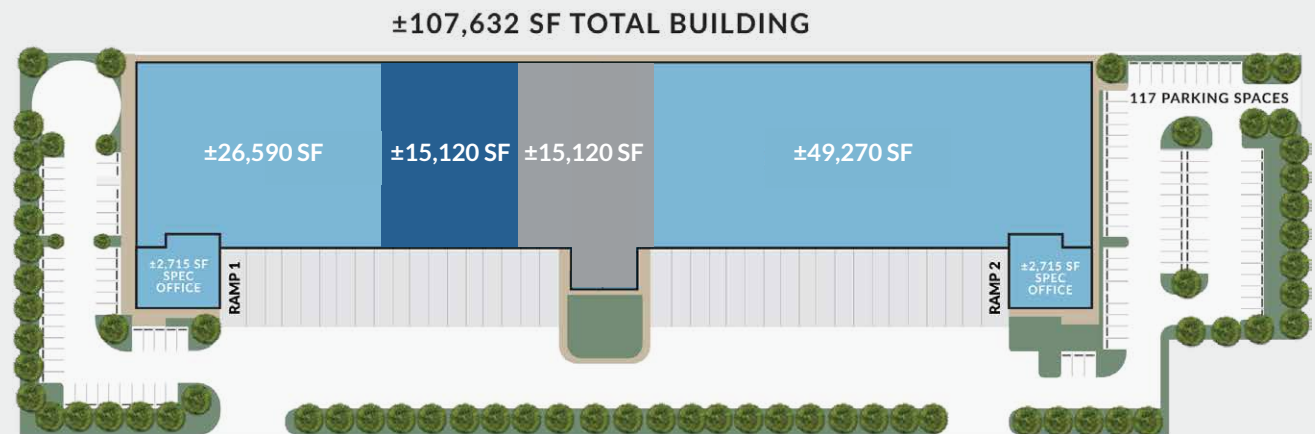 ±107,632 SF TOTAL BUILDING
117 PARKING SPACES
±26,590 SF
±15,120 SF
±15,120 SF
±49,270 SF
±2,715 SF
SPEC
OFFICE
RAMP 1
RAMP 2
±2,715 SF
SPEC
OFFICE